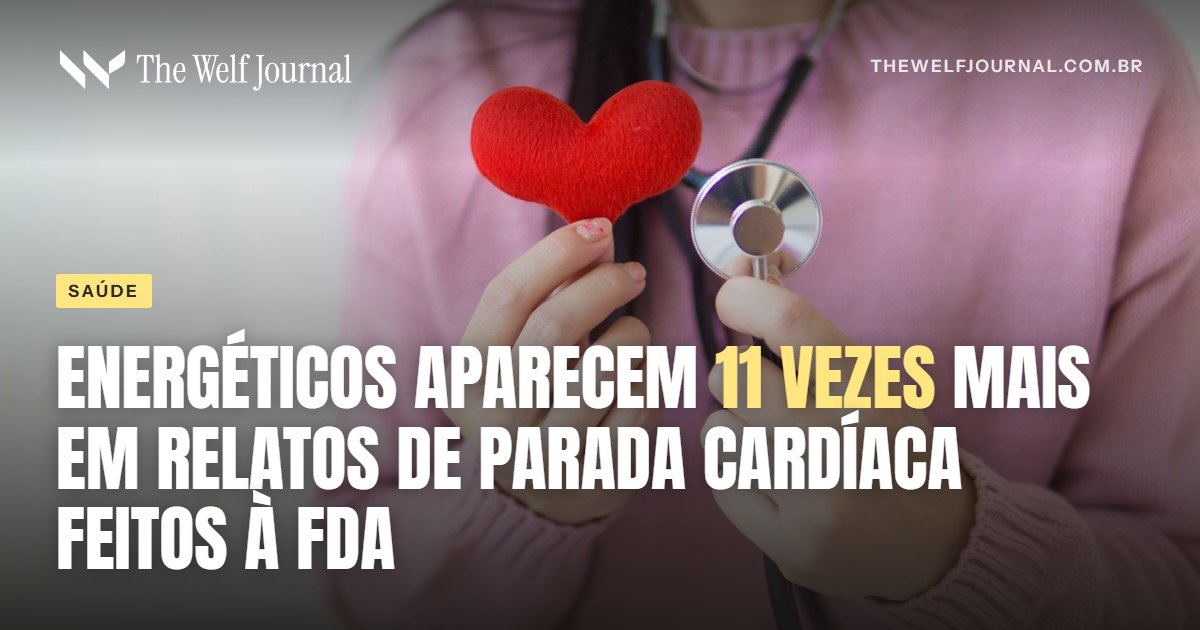 The Welf Journal
THEWELFJOURNAL.COM.BR
SAÚDE
ENERGÉTICOS APARECEM 11 VEZES MAIS
EM RELATOS DE PARADA CARDÍACA
FEITOS À FDA